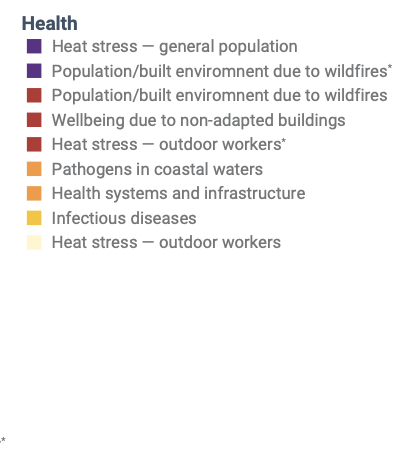 Health
Heat stress — general population
Population/built enviromnent due to wildfires*
Population/built enviromnent due to wildfires
Wellbeing due to non-adapted buildings
Heat stress — outdoor workers*
Pathogens in coastal waters
Health systems and infrastructure
Infectious diseases
Heat stress — outdoor workers
*